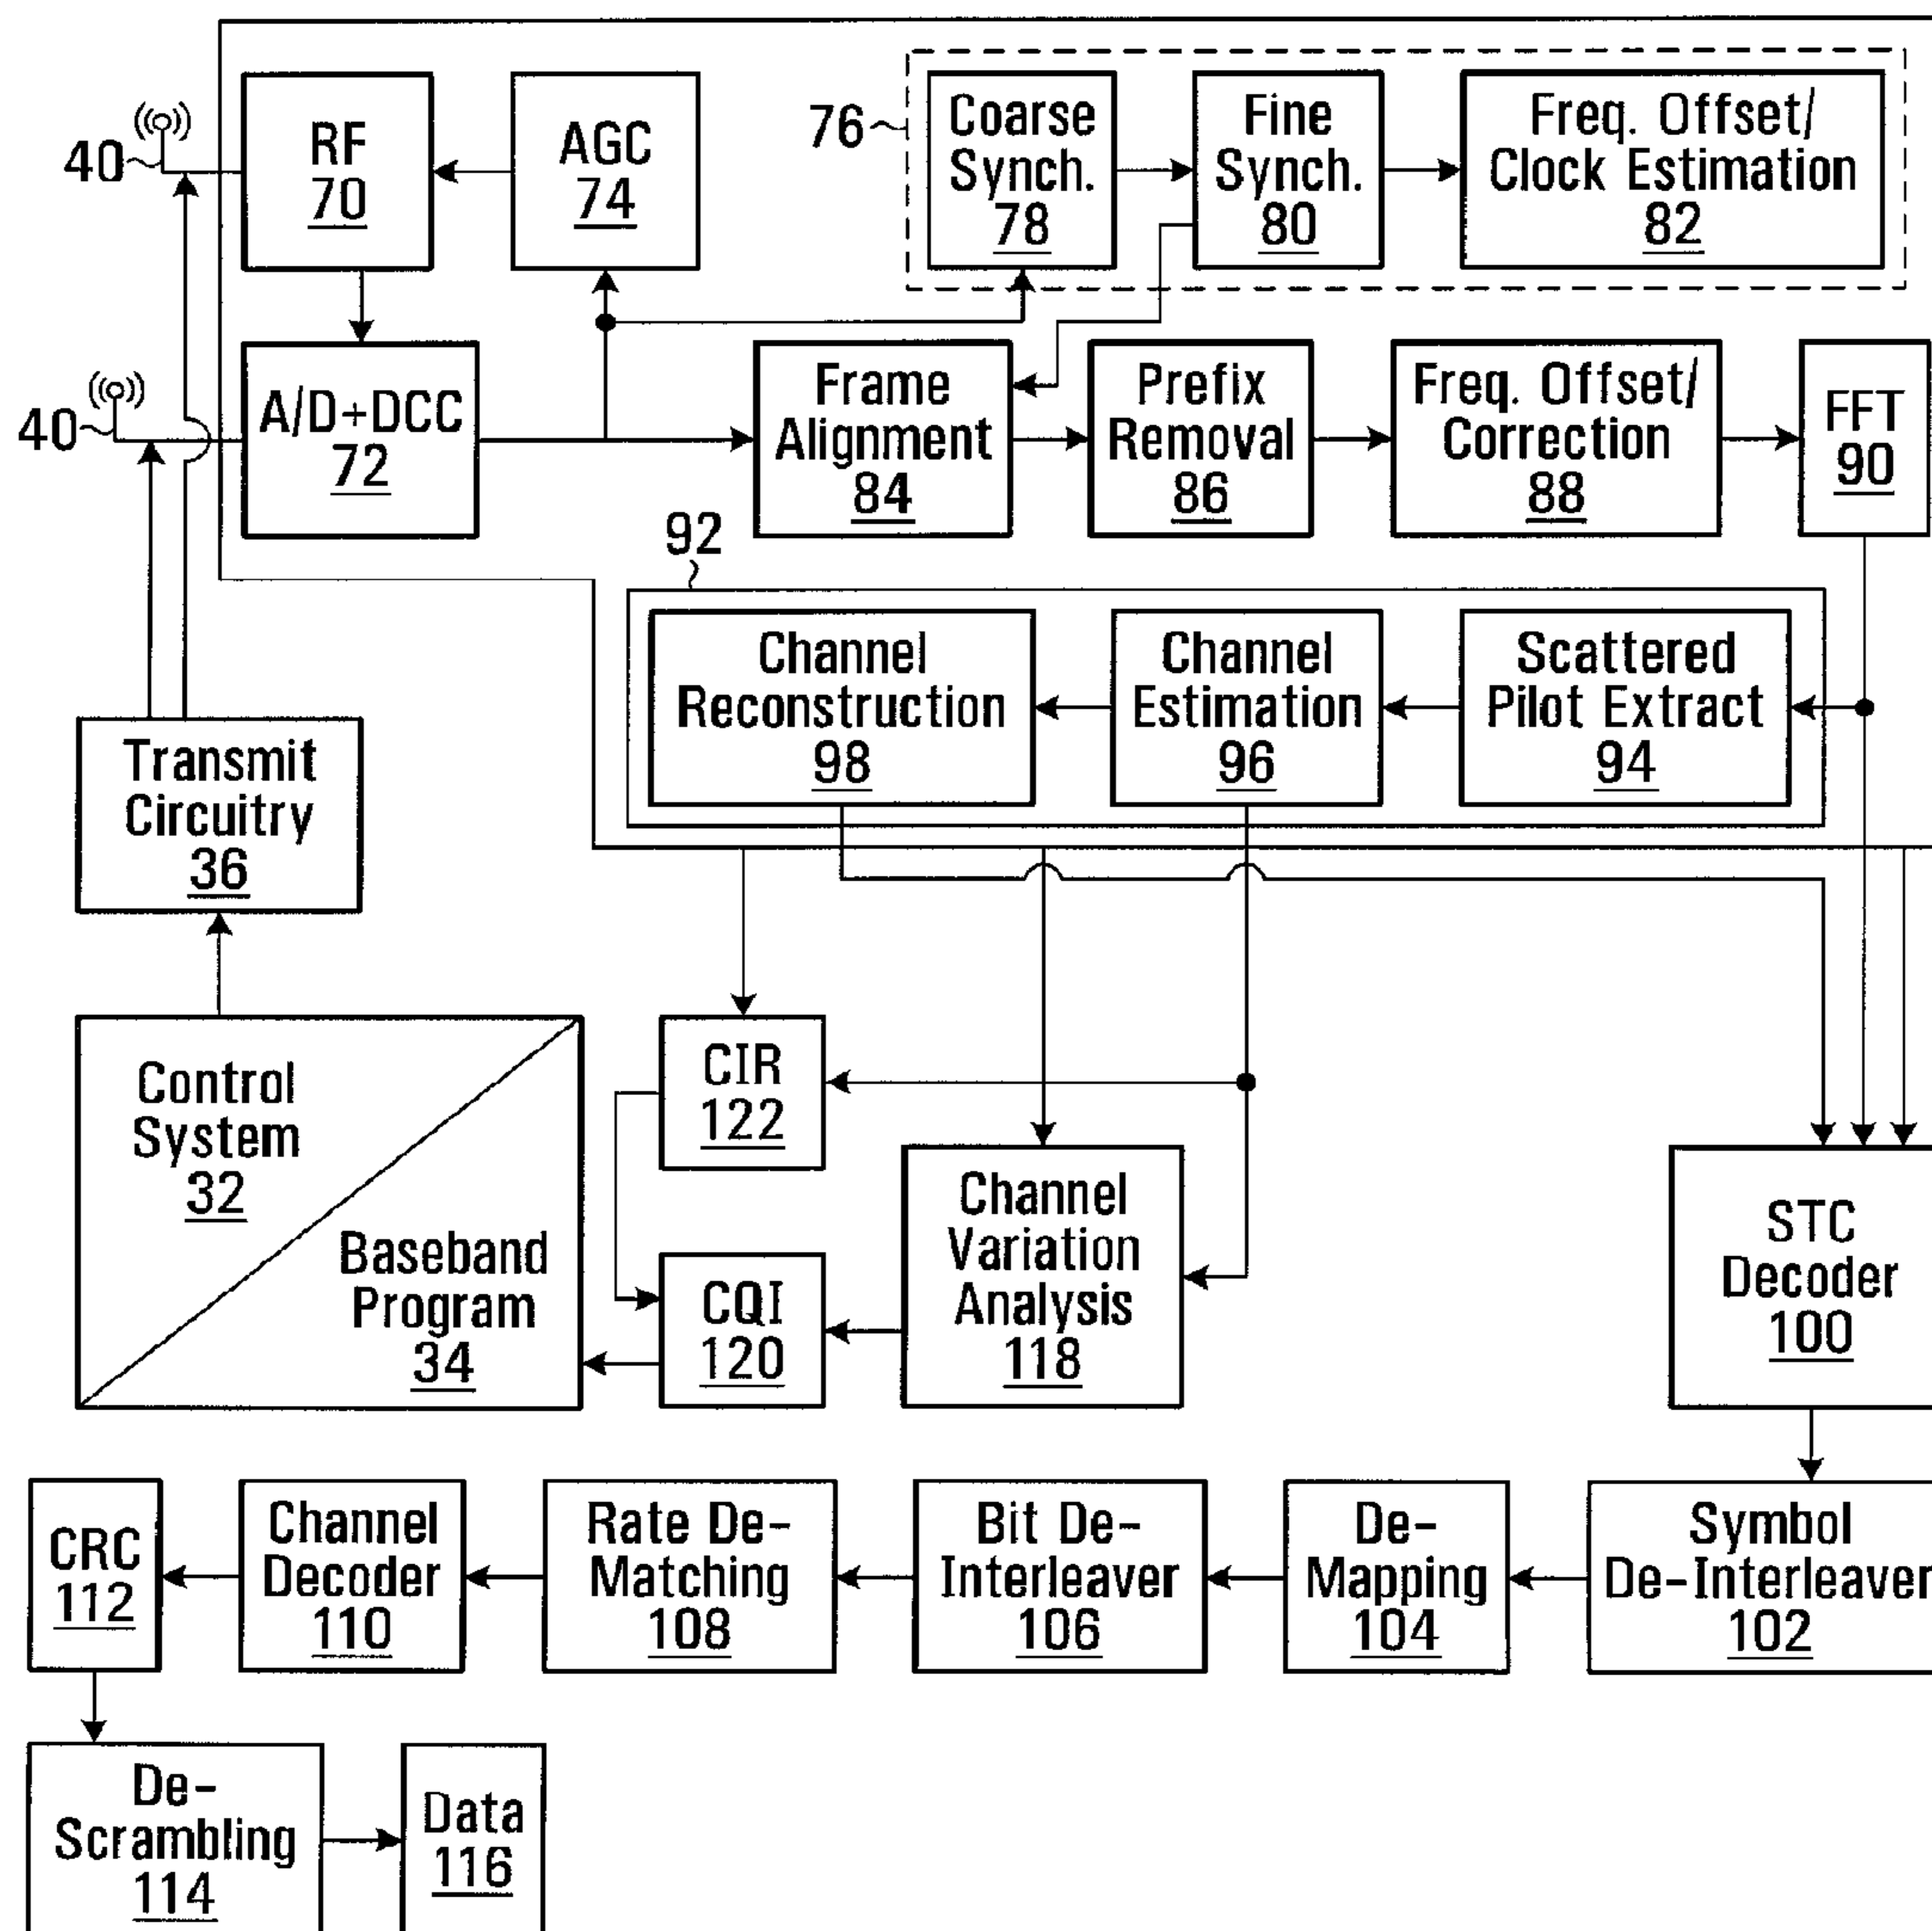 40
RF
70
AGC
74
76
Coarse
Synch.
78
Fine
Synch.
80
Freq. Offset/
Clock Estimation
82
40
A/D+DCC
72
Frame
Alignment
84
Prefix
Removal
86
Freq. Offset/
Correction
88
FFT
90
92
Channel
Reconstruction
98
Channel
Estimation
96
Scattered
Pilot Extract
94
Transmit
Circuitry
36
Control
System
32
Baseband
Program
34
CIR
122
CQI
120
Channel
Variation
Analysis
118
STC
Decoder
100
CRC
112
Channel
Decoder
110
Rate De-
Matching
108
Bit De-
Interleaver
106
De-
Mapping
104
Symbol
De-Interleaver
102
De-
Scrambling
114
Data
116